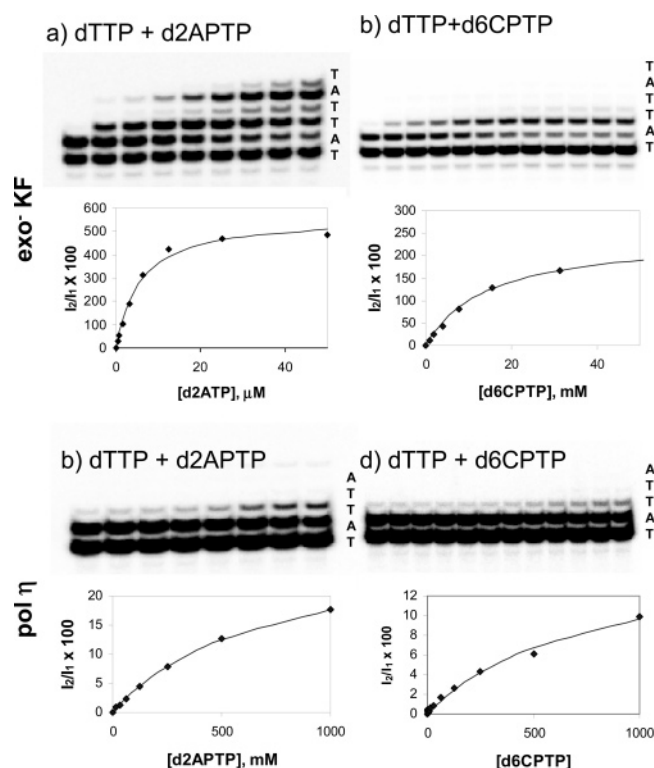 a) dTTP + d2APTP
b) dTTP+d6CPTP
T
A
T
T
A
T
T
A
T
T
A
T
exo- KF
600
500
400
300
200
100
0
I₂/I₁ X 100
0
20
40
[d2ATP], μM
300
250
200
150
100
50
0
I₂/I₁ X 100
0
20
40
[d6CPTP], mM
b) dTTP + d2APTP
d) dTTP + d6CPTP
A
T
T
A
T
A
T
T
A
T
pol η
20
15
10
5
0
I₂/I₁ x 100
0
500
1000
[d2APTP], mM
12
10
8
6
4
2
0
I₂/I₁ x 100
0
500
1000
[d6CPTP]